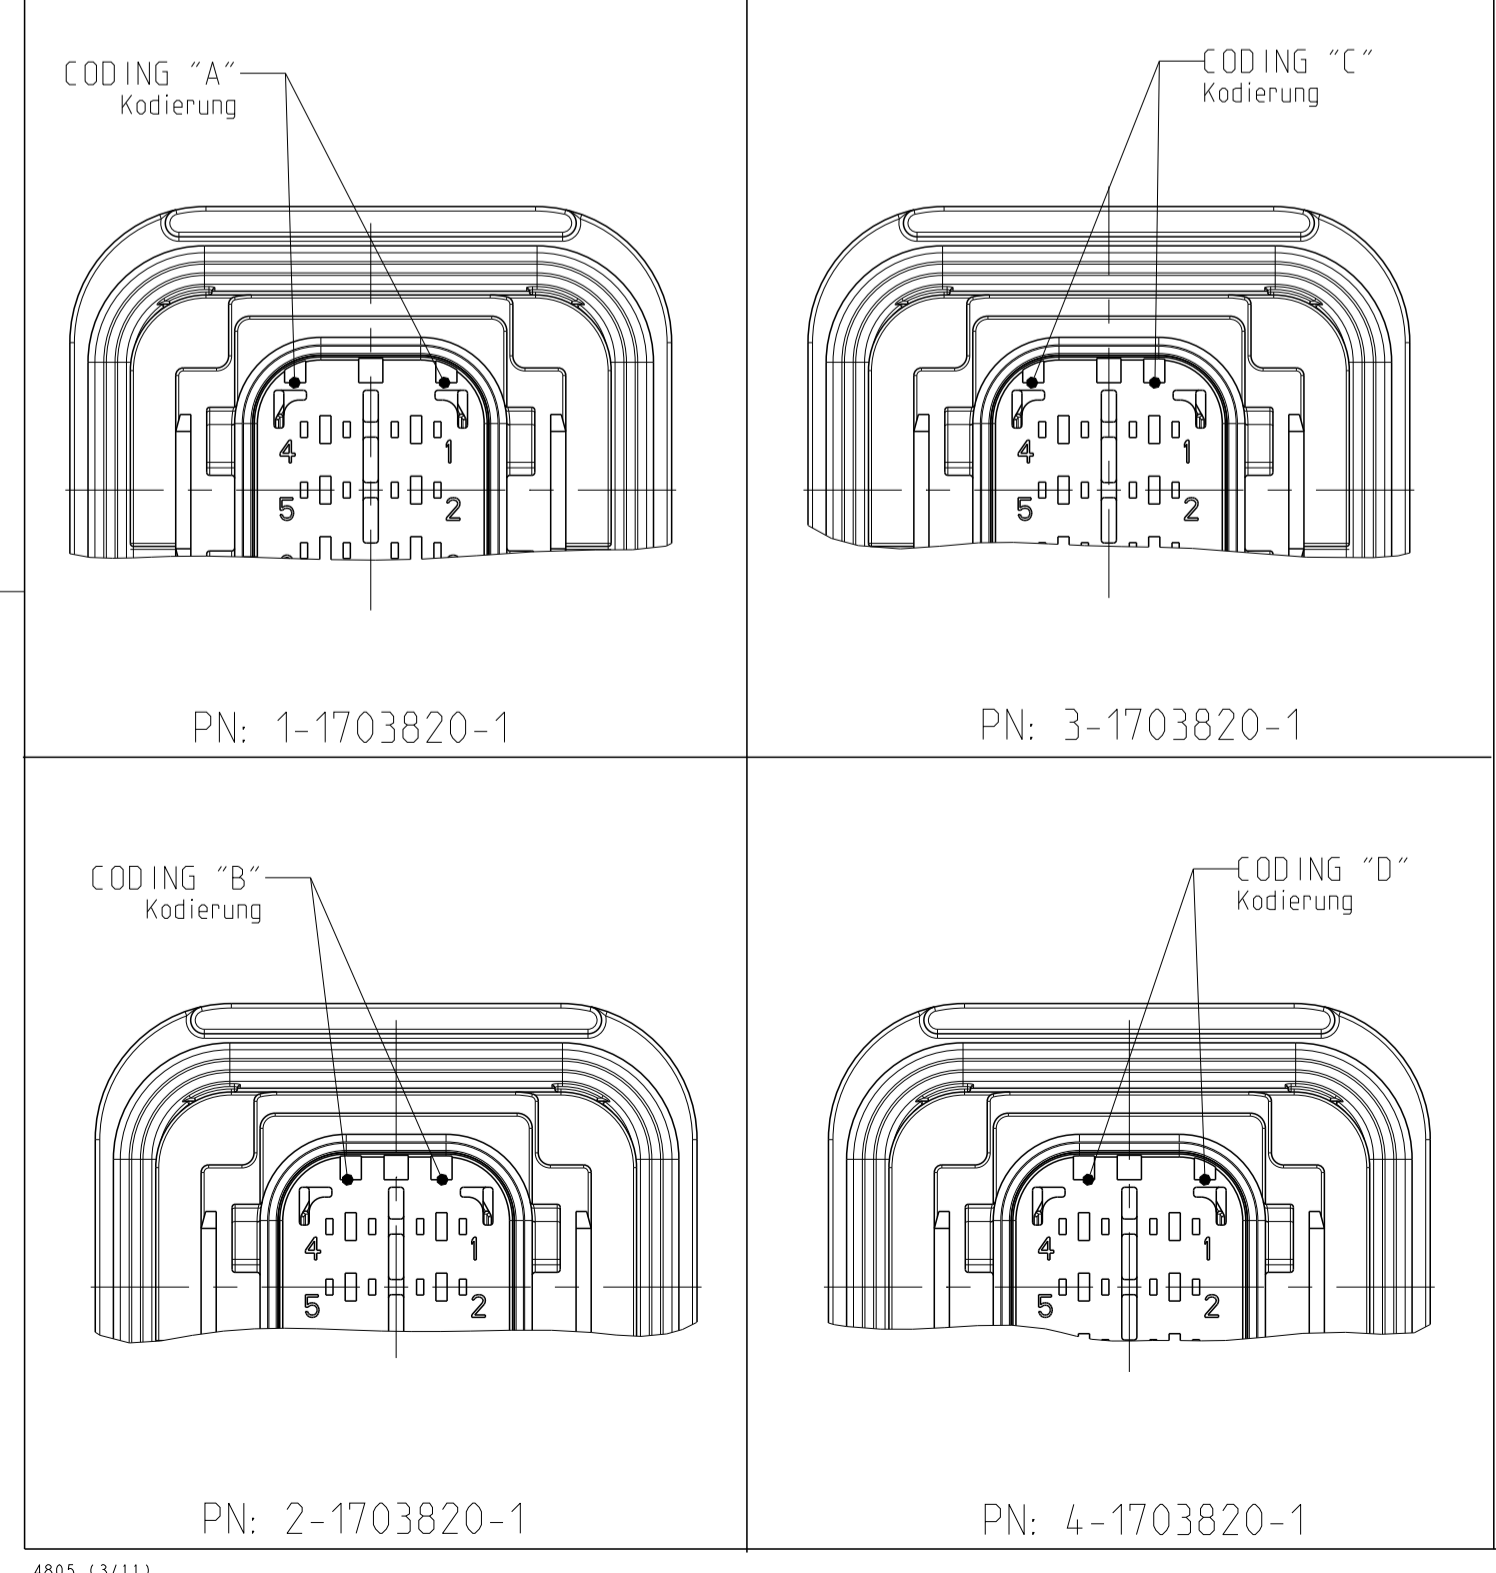 CODING "A"
Kodierung
4
1
5
2
PN: 1-1703820-1
CODING "C"
Kodierung
4
1
5
2
PN: 3-1703820-1
CODING "B"
Kodierung
4
1
5
2
PN: 2-1703820-1
CODING "D"
Kodierung
4
1
5
2
PN: 4-1703820-1
4805 (3/11)